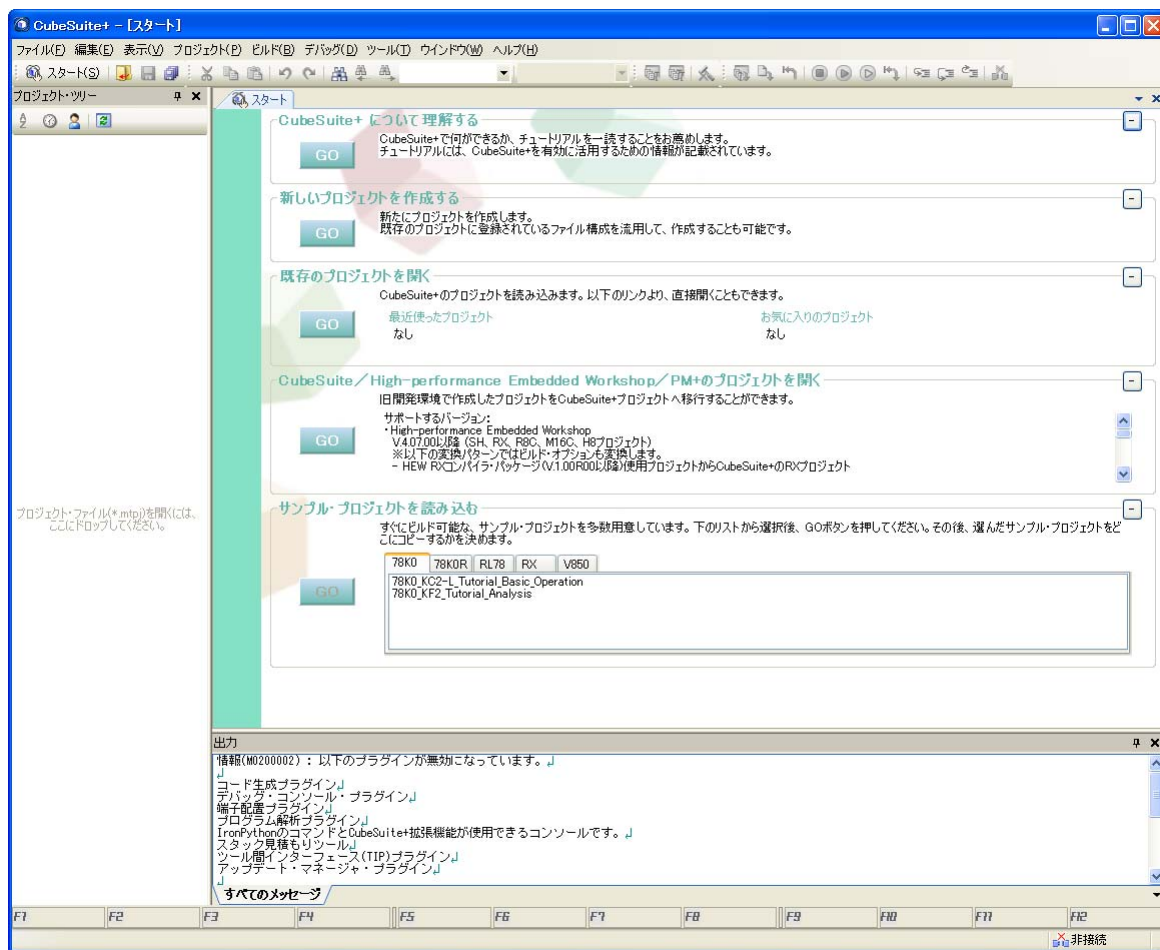 CubeSuite+ - [スタート]
ファイル(F) 編集(E) 表示(V) プロジェクト(P) ビルド(B) デバッグ(D) ツール(T) ウインドウ(W) ヘルプ(H)
スタート(S)
プロジェクト・ツリー
スタート
プロジェクト・ファイル(*.mtpj)を開くには、
ここにドロップしてください。
CubeSuite+ について理解する
GO
CubeSuite+で何ができるか、チュートリアルを一読することをお薦めします。
チュートリアルには、CubeSuite+を有効に活用するための情報が記載されています。
新しいプロジェクトを作成する
GO
新たにプロジェクトを作成します。
既存のプロジェクトに登録されているファイル構成を流用して、作成することも可能です。
既存のプロジェクトを開く
GO
CubeSuite+のプロジェクトを読み込みます。以下のリンクより、直接開くこともできます。
最近使ったプロジェクト
なし
お気に入りのプロジェクト
なし
CubeSuite/High-performance Embedded Workshop/PM+のプロジェクトを開く
GO
旧開発環境で作成したプロジェクトをCubeSuite+プロジェクトへ移行することができます。
サポートするバージョン:
・High-performance Embedded Workshop
V.4.07.00以降 (SH、RX、R8C、M16C、H8プロジェクト)
※以下の変換パターンではビルド・オプションも変換します。
- HEW RXコンパイラ・パッケージ(V.1.00R00以降)使用プロジェクトからCubeSuite+のRXプロジェクト
サンプル・プロジェクトを読み込む
GO
すぐにビルド可能な、サンプル・プロジェクトを多数用意しています。下のリストから選択後、GOボタンを押してください。その後、選んだサンプル・プロジェクトをど
こにコピーするかを決めます。
78K0 78K0R RL78 RX V850
78K0_KC2-L_Tutorial_Basic_Operation
78K0_KF2_Tutorial_Analysis
出力
情報(M0200002) : 以下のプラグインが無効になっています。
コード生成プラグイン
デバッグ・コンソール・プラグイン
端子配置プラグイン
プログラム解析プラグイン
IronPythonのコマンドとCubeSuite+拡張機能が使用できるコンソールです。
スタック見積もりツール
ツール間インターフェース(TIP)プラグイン
アップデート・マネージャ・プラグイン
すべてのメッセージ
F1 F2 F3 F4 F5 F6 F7 F8 F9 F10 F11 F12
非接続